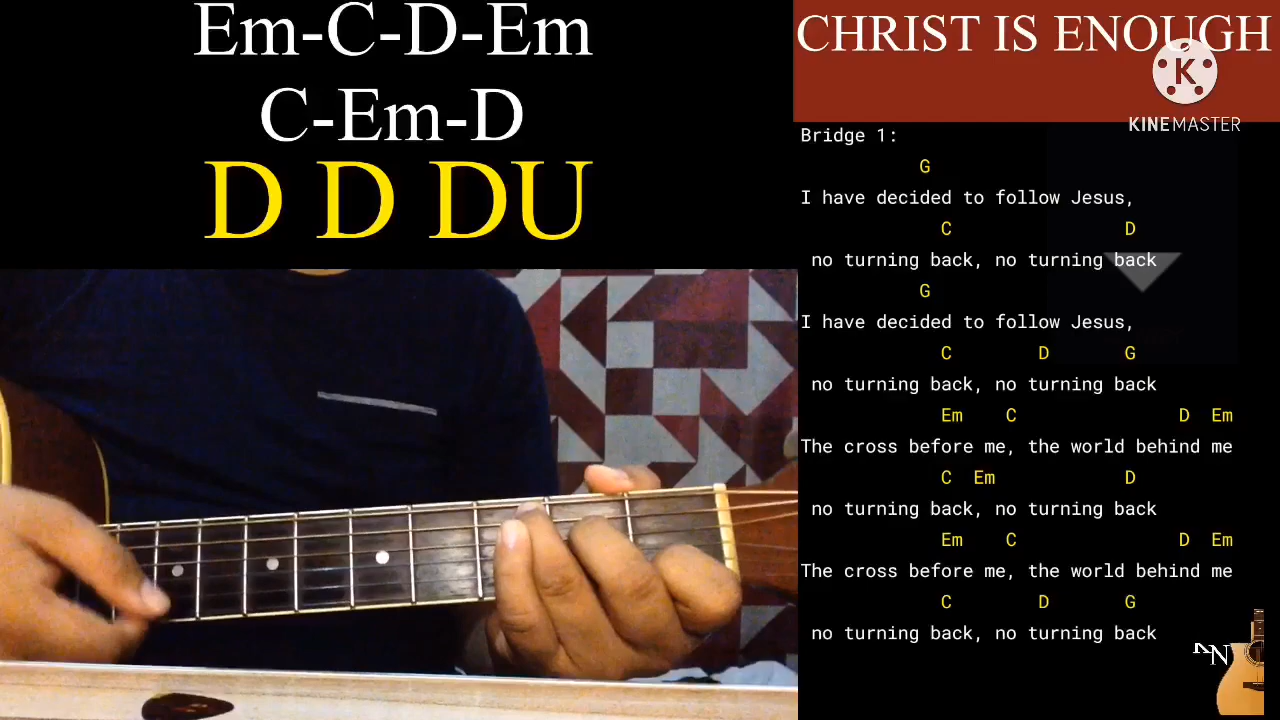 Em-C-D-Em
C-Em-D
D D DU
CHRIST IS ENOUGH
K
KINEMASTER
Bridge 1:
G
I have decided to follow Jesus,
C D
no turning back, no turning back
G
I have decided to follow Jesus,
C D G
no turning back, no turning back
Em C D Em
The cross before me, the world behind me
C Em D
no turning back, no turning back
Em C D Em
The cross before me, the world behind me
C D G
no turning back, no turning back